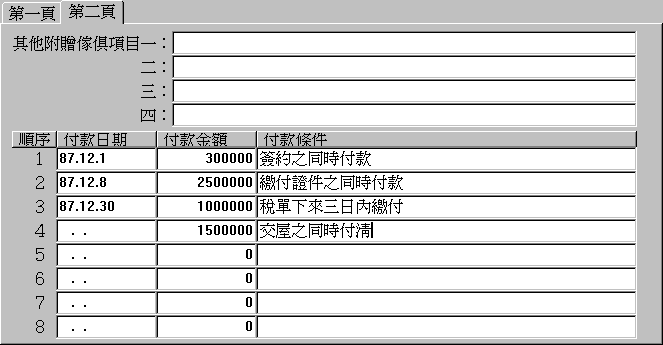 第一頁 第二頁
其他附贈傢俱項目一：
二：
三：
四：
順序 付款日期 付款金額 付款條件
1 87.12.1 300000 簽約之同時付款
2 87.12.8 2500000 繳付證件之同時付款
3 87.12.30 1000000 稅單下來三日內繳付
4 . . 1500000 交屋之同時付清
5 . . 0
6 . . 0
7 . . 0
8 . . 0